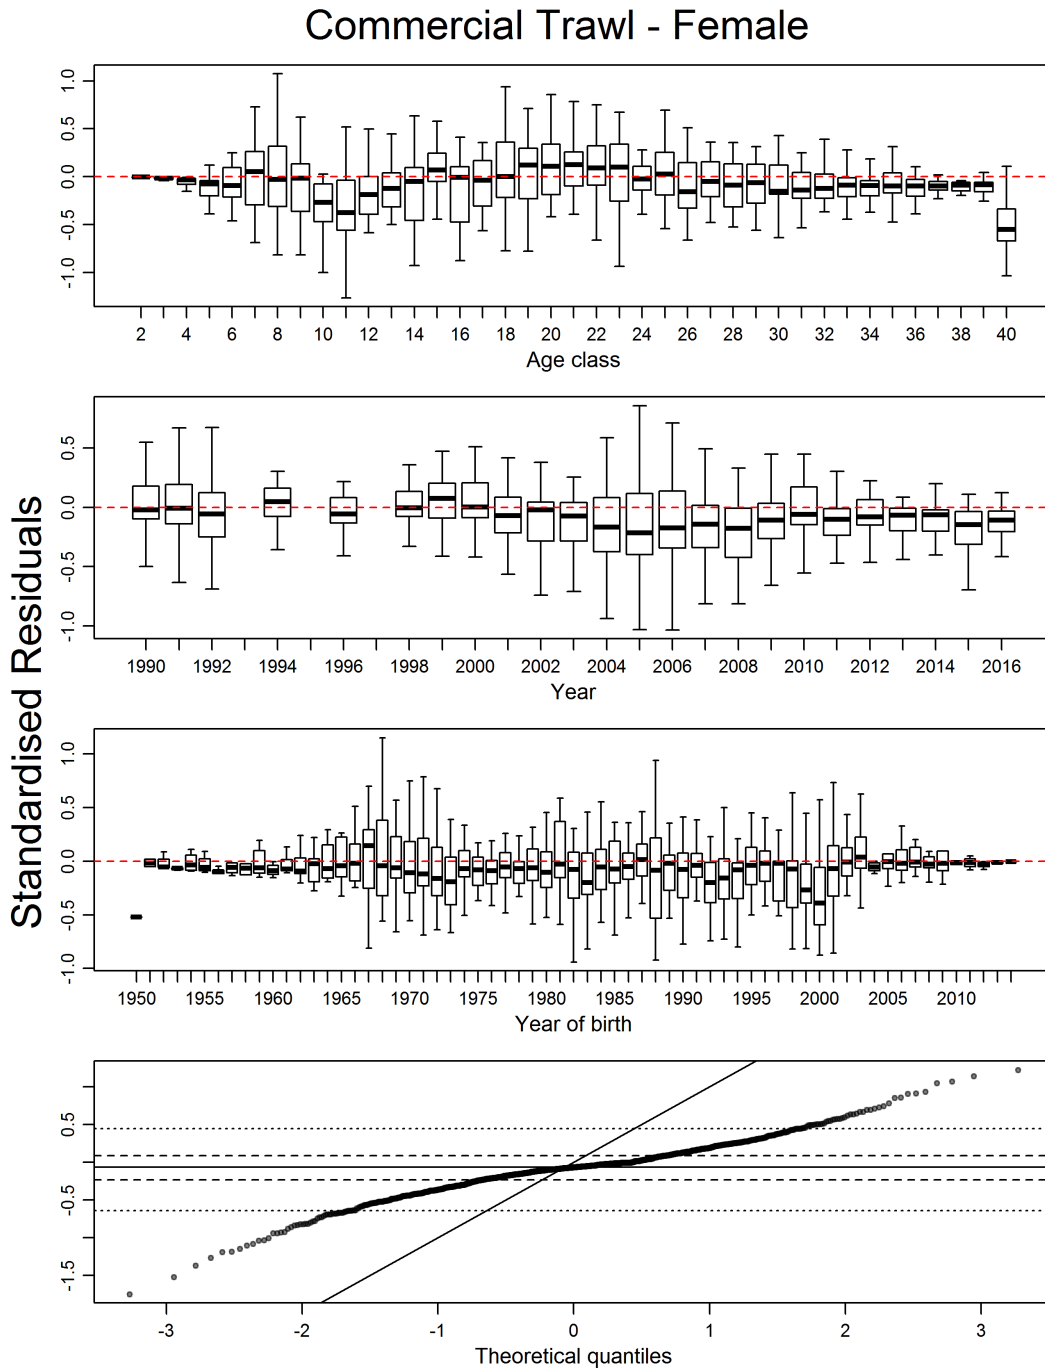 Commercial Trawl - Female
Standardised Residuals
1.0
0.5
0.0
-0.5
-1.0
2 4 6 8 10 12 14 16 18 20 22 24 26 28 30 32 34 36 38 40
Age class
0.5
0.0
-0.5
-1.0
1990 1992 1994 1996 1998 2000 2002 2004 2006 2008 2010 2012 2014 2016
Year
1.0
0.5
0.0
-0.5
-1.0
1950 1955 1960 1965 1970 1975 1980 1985 1990 1995 2000 2005 2010
Year of birth
0.5
-0.5
-1.5
-3 -2 -1 0 1 2 3
Theoretical quantiles